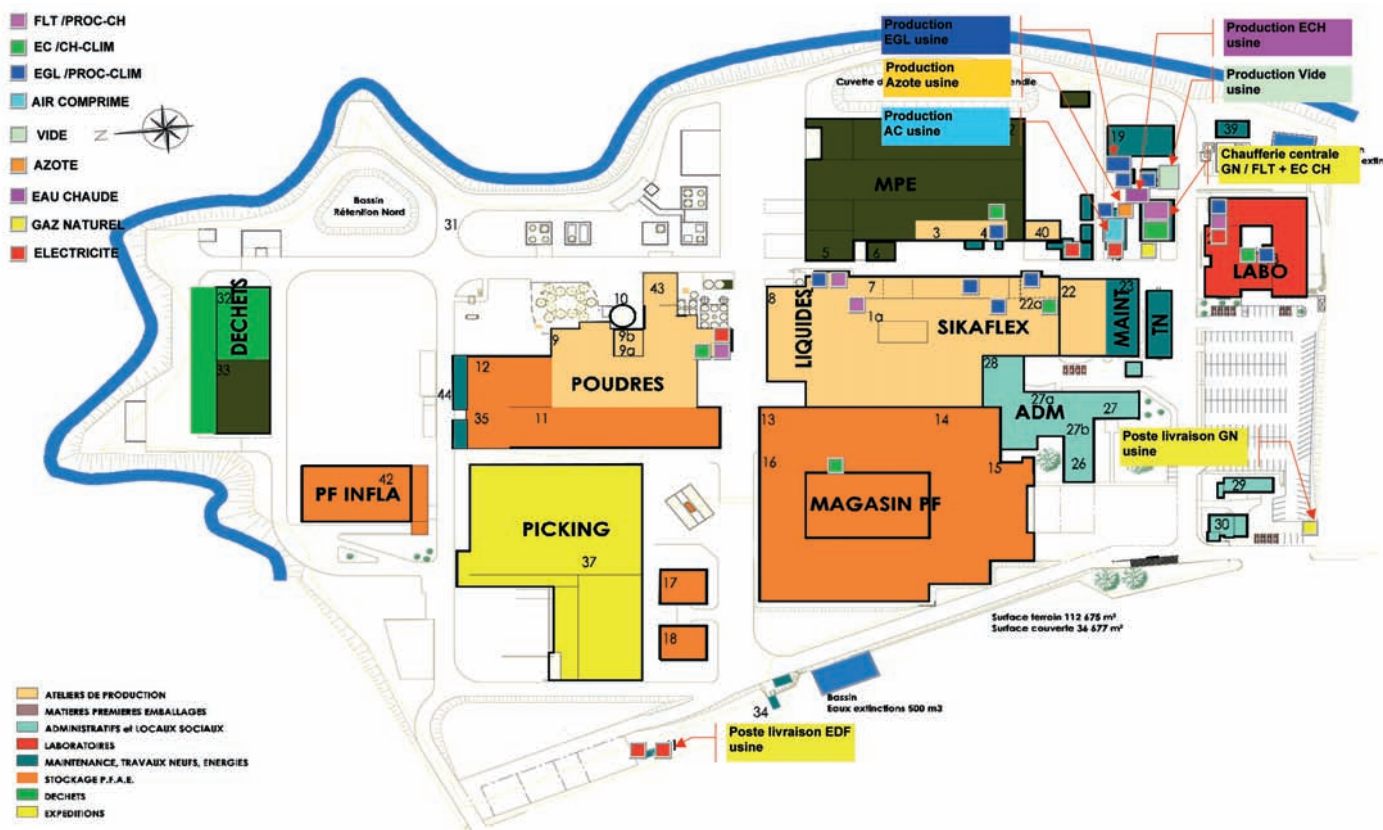 FLT /PROC-CH
EC /CH-CLIM
EGL /PROC-CLIM
AIR COMPRIME
VIDE
N
AZOTE
EAU CHAUDE
GAZ NATUREL
ELECTRICITE
Production
EGL usine
Production
Azote usine
Production
AC usine
Production ECH
usine
Production Vide
usine
Chaufferie centrale
GN / FLT + EC CH
Cuvette d
endie
Bassin
Rétention Nord
31
MPE
3
4
40
5
6
19
39
LABO
32
DECHETS
33
43
10
9
9b
9a
POUDRES
12
44
35
11
8
LIQUIDES
7
1a
SIKAFLEX
22a
22
23
MAINT
TN
28
27a
ADM
27
27b
26
13
14
16
15
MAGASIN PF
42
PF INFLA
PICKING
37
17
18
Poste livraison GN
usine
29
30
Surface terrain 112 675 m²
Surface couverte 36 677 m²
Bassin
Eaux extinctions 500 m3
34
Poste livraison EDF
usine
ATELIERS DE PRODUCTION
MATIERES PREMIERES EMBALLAGES
ADMINISTRATIFS et LOCAUX SOCIAUX
LABORATOIRES
MAINTENANCE, TRAVAUX NEUFS, ENERGIES
STOCKAGE P.F.A.E.
DECHETS
EXPEDITIONS